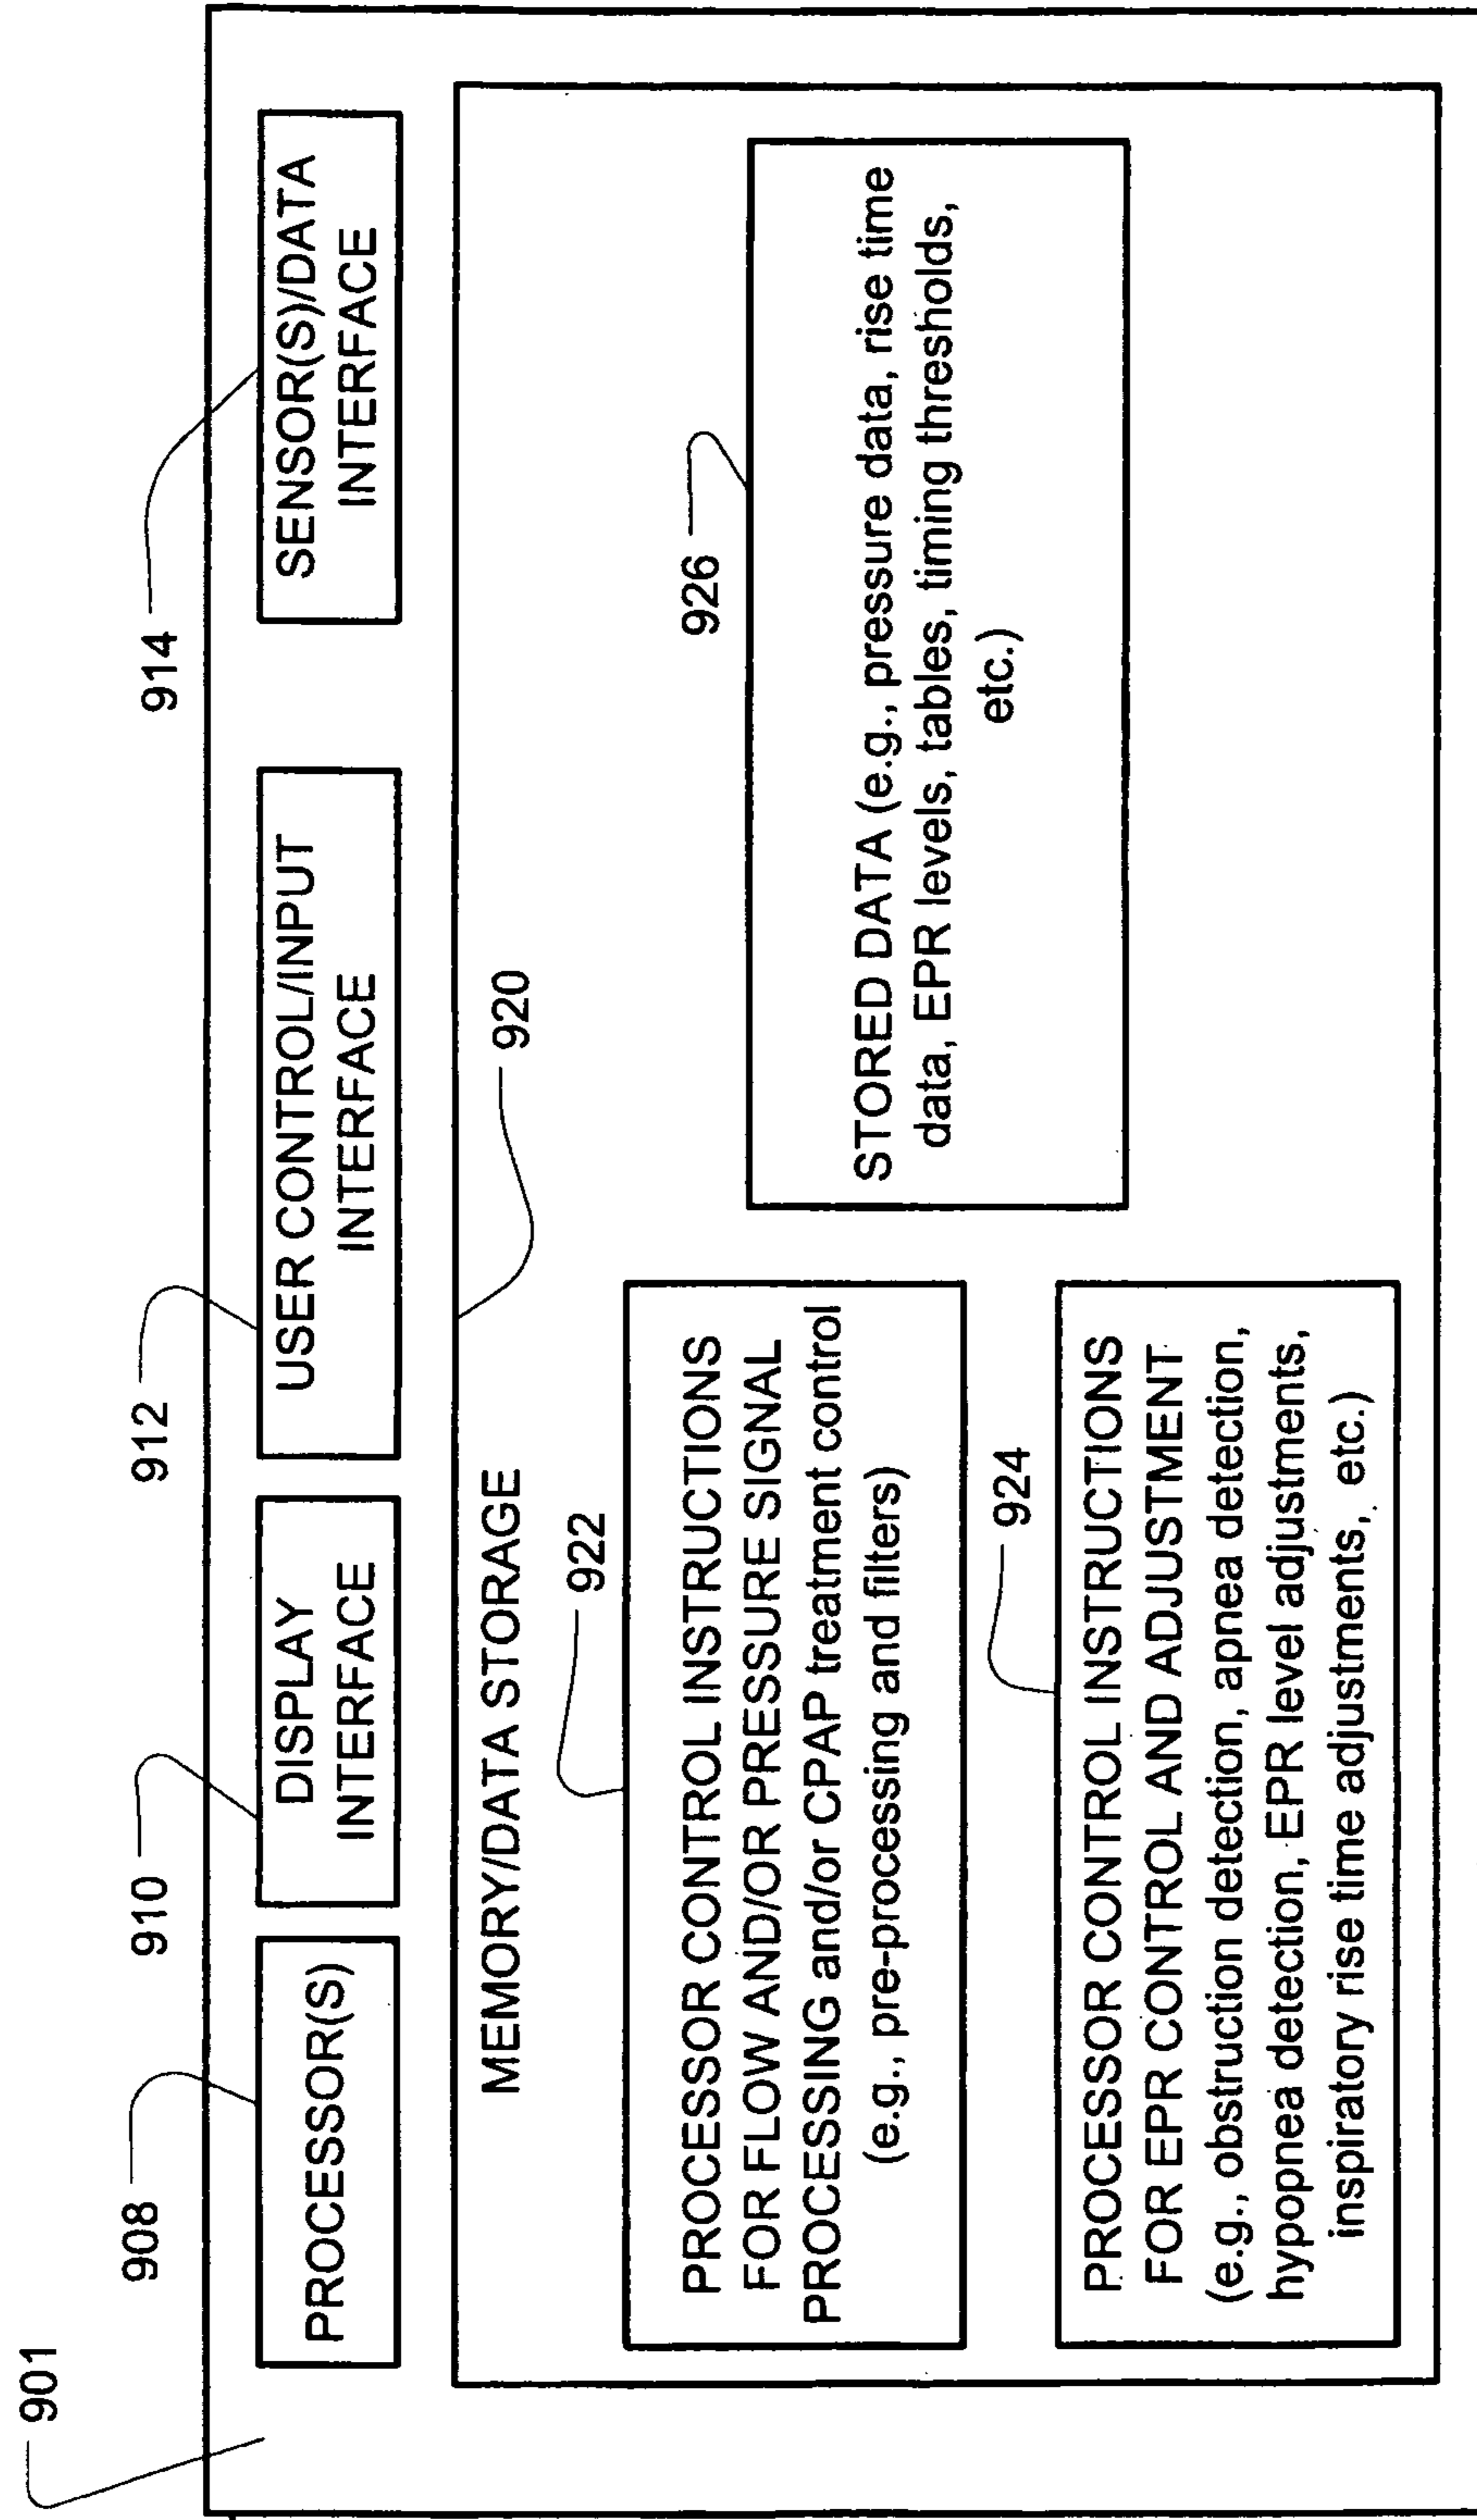 901
908
PROCESSOR(S)
910
DISPLAY
INTERFACE
912
USER CONTROL/INPUT
INTERFACE
914
SENSOR(S)/DATA
INTERFACE
MEMORY/DATA STORAGE
920
922
PROCESSOR CONTROL INSTRUCTIONS
FOR FLOW AND/OR PRESSURE SIGNAL
PROCESSING and/or CPAP treatment control
(e.g., pre-processing and filters)
924
PROCESSOR CONTROL INSTRUCTIONS
FOR EPR CONTROL AND ADJUSTMENT
(e.g., obstruction detection, apnea detection,
hypopnea detection, EPR level adjustments,
inspiratory rise time adjustments, etc.)
926
STORED DATA (e.g., pressure data, rise time
data, EPR levels, tables, timing thresholds,
etc.)